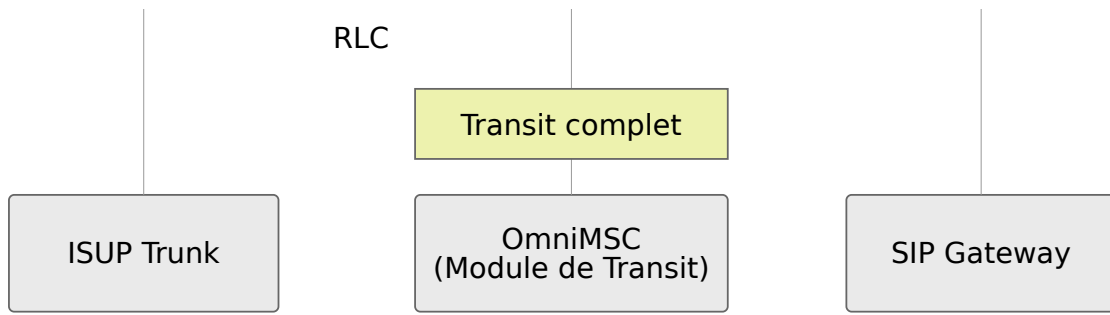 RLC
Transit complet
ISUP Trunk
OmniMSC
(Module de Transit)
SIP Gateway